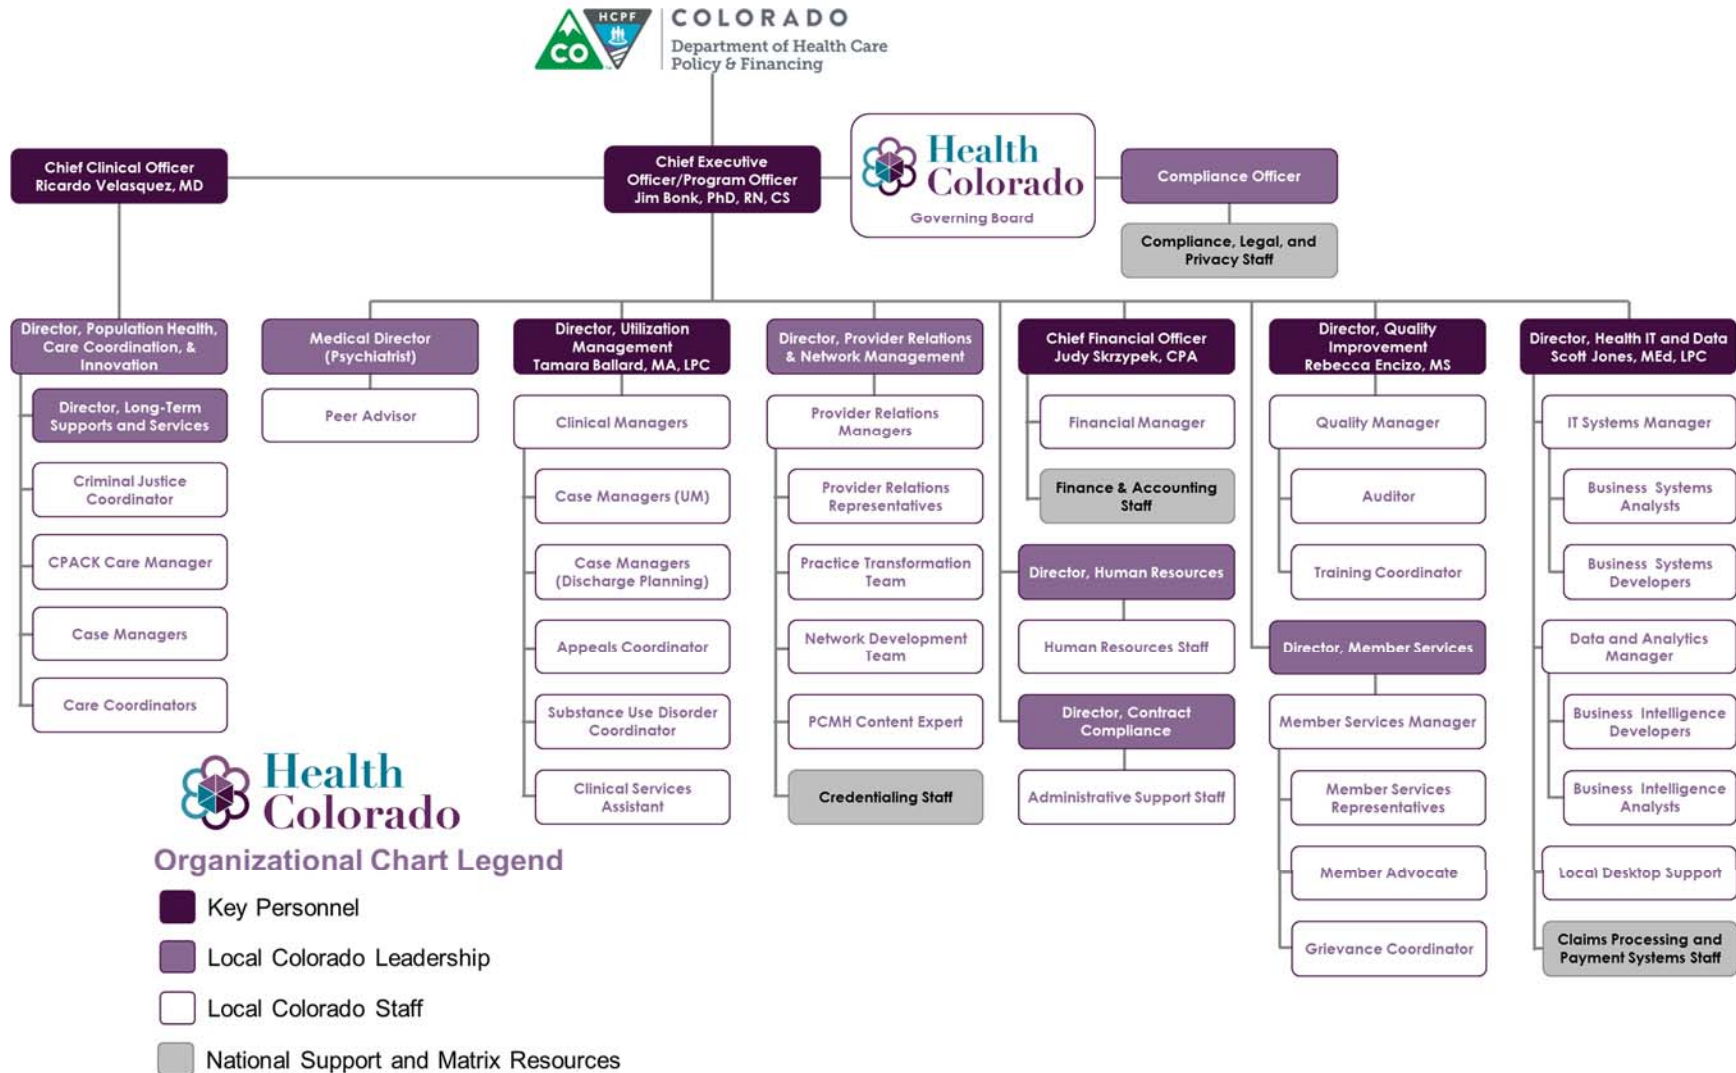 HCPF
CO
COLORADO
Department of Health Care
Policy & Financing
Chief Clinical Officer
Ricardo Velasquez, MD
Chief Executive
Officer/Program Officer
Jim Bonk, PhD, RN, CS
Health
Colorado
Governing Board
Compliance Officer
Compliance, Legal, and
Privacy Staff
Director, Population Health,
Care Coordination, &
Innovation
Director, Long-Term
Supports and Services
Criminal Justice
Coordinator
CPACK Care Manager
Case Managers
Care Coordinators
Medical Director
(Psychiatrist)
Peer Advisor
Director, Utilization
Management
Tamara Ballard, MA, LPC
Clinical Managers
Case Managers (UM)
Case Managers
(Discharge Planning)
Appeals Coordinator
Substance Use Disorder
Coordinator
Clinical Services
Assistant
Director, Provider Relations
& Network Management
Provider Relations
Managers
Provider Relations
Representatives
Practice Transformation
Team
Network Development
Team
PCMH Content Expert
Credentialing Staff
Chief Financial Officer
Judy Skrzypek, CPA
Financial Manager
Finance & Accounting
Staff
Director, Human Resources
Human Resources Staff
Director, Contract
Compliance
Administrative Support Staff
Director, Quality
Improvement
Rebecca Encizo, MS
Quality Manager
Auditor
Training Coordinator
Director, Member Services
Member Services Manager
Member Services
Representatives
Member Advocate
Grievance Coordinator
Director, Health IT and Data
Scott Jones, MEd, LPC
IT Systems Manager
Business Systems
Analysts
Business Systems
Developers
Data and Analytics
Manager
Business Intelligence
Developers
Business Intelligence
Analysts
Local Desktop Support
Claims Processing and
Payment Systems Staff
Health
Colorado
Organizational Chart Legend
Key Personnel
Local Colorado Leadership
Local Colorado Staff
National Support and Matrix Resources